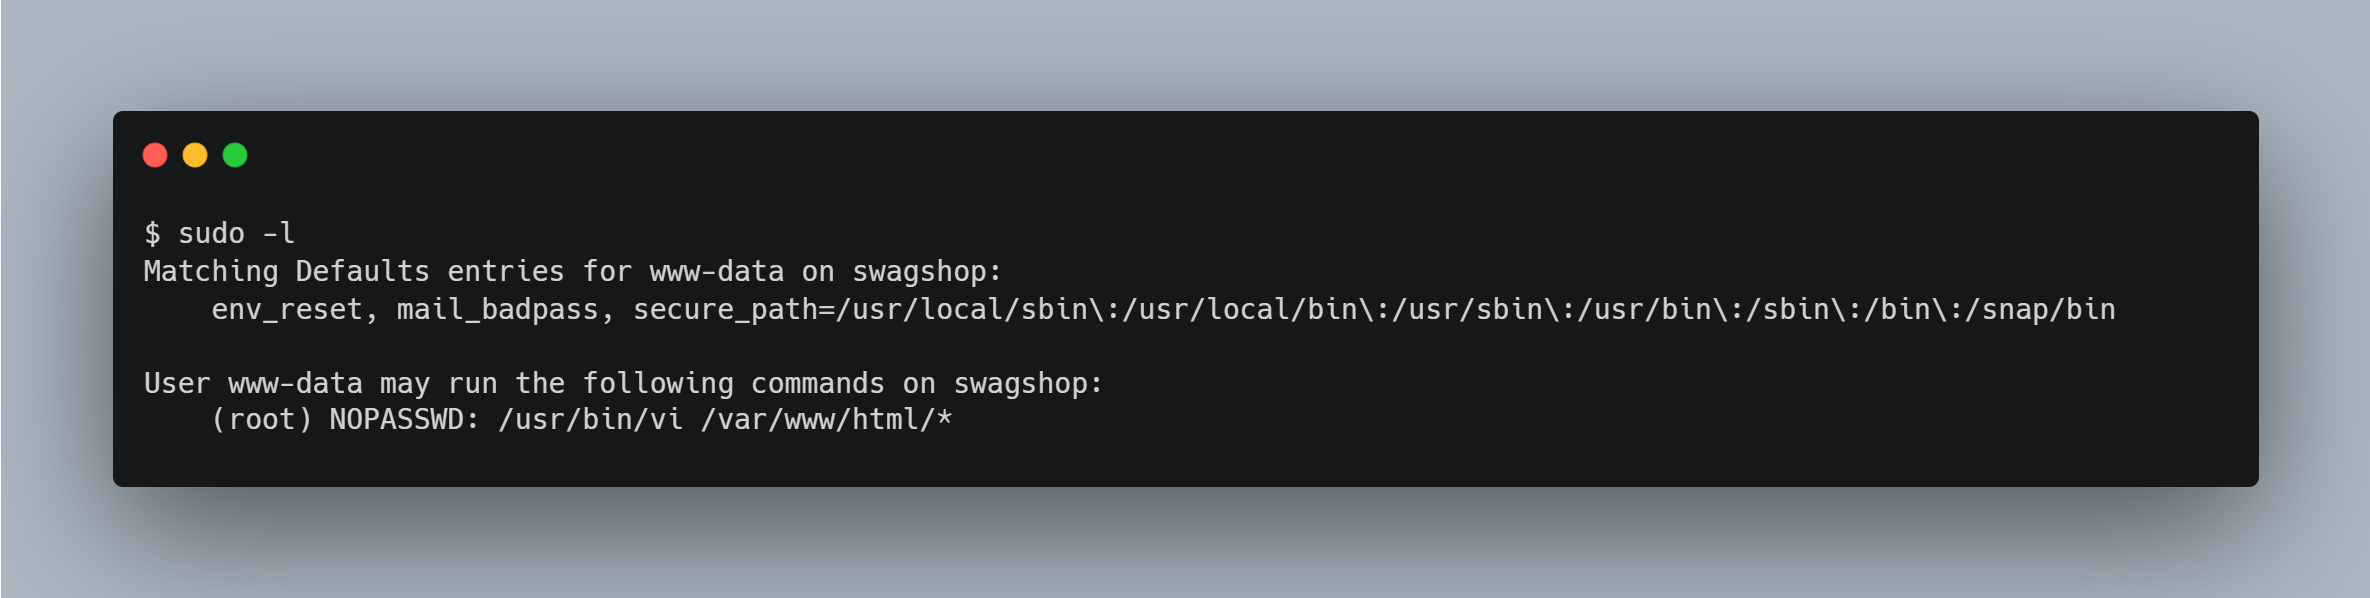 $ sudo -l
Matching Defaults entries for www-data on swagshop:
    env_reset, mail_badpass, secure_path=/usr/local/sbin\:/usr/local/bin\:/usr/sbin\:/usr/bin\:/sbin\:/bin\:/snap/bin

User www-data may run the following commands on swagshop:
    (root) NOPASSWD: /usr/bin/vi /var/www/html/*